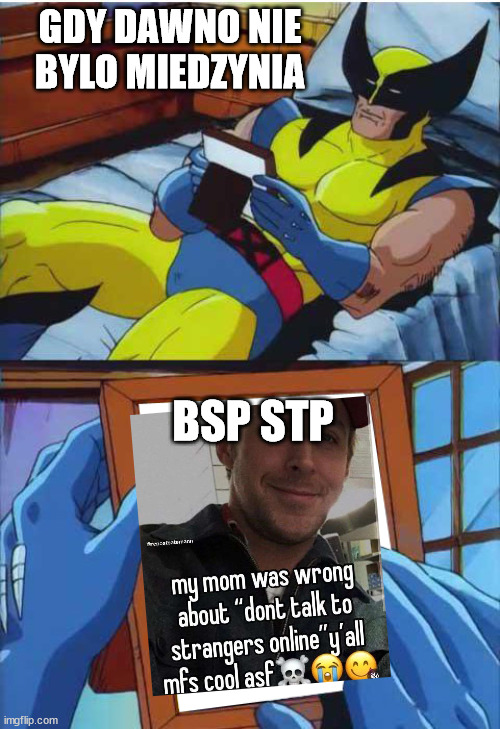 GDY DAWNO NIE
BYLO MIEDZYNIA
BSP STP
my mom was wrong
about "dont talk to
strangers online"y'all
mfs cool asf☠️😭😋
imgflip.com